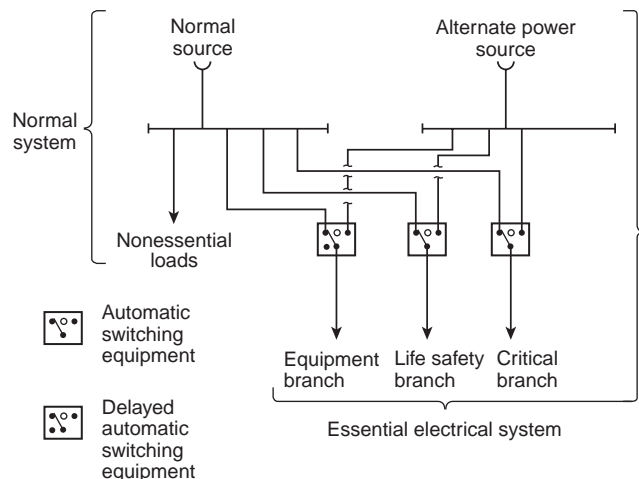 Normal
source
Alternate power
source
Normal
system
Nonessential
loads
Automatic
switching
equipment
Equipment
branch
Life safety
branch
Critical
branch
Delayed
automatic
switching
equipment
Essential electrical system